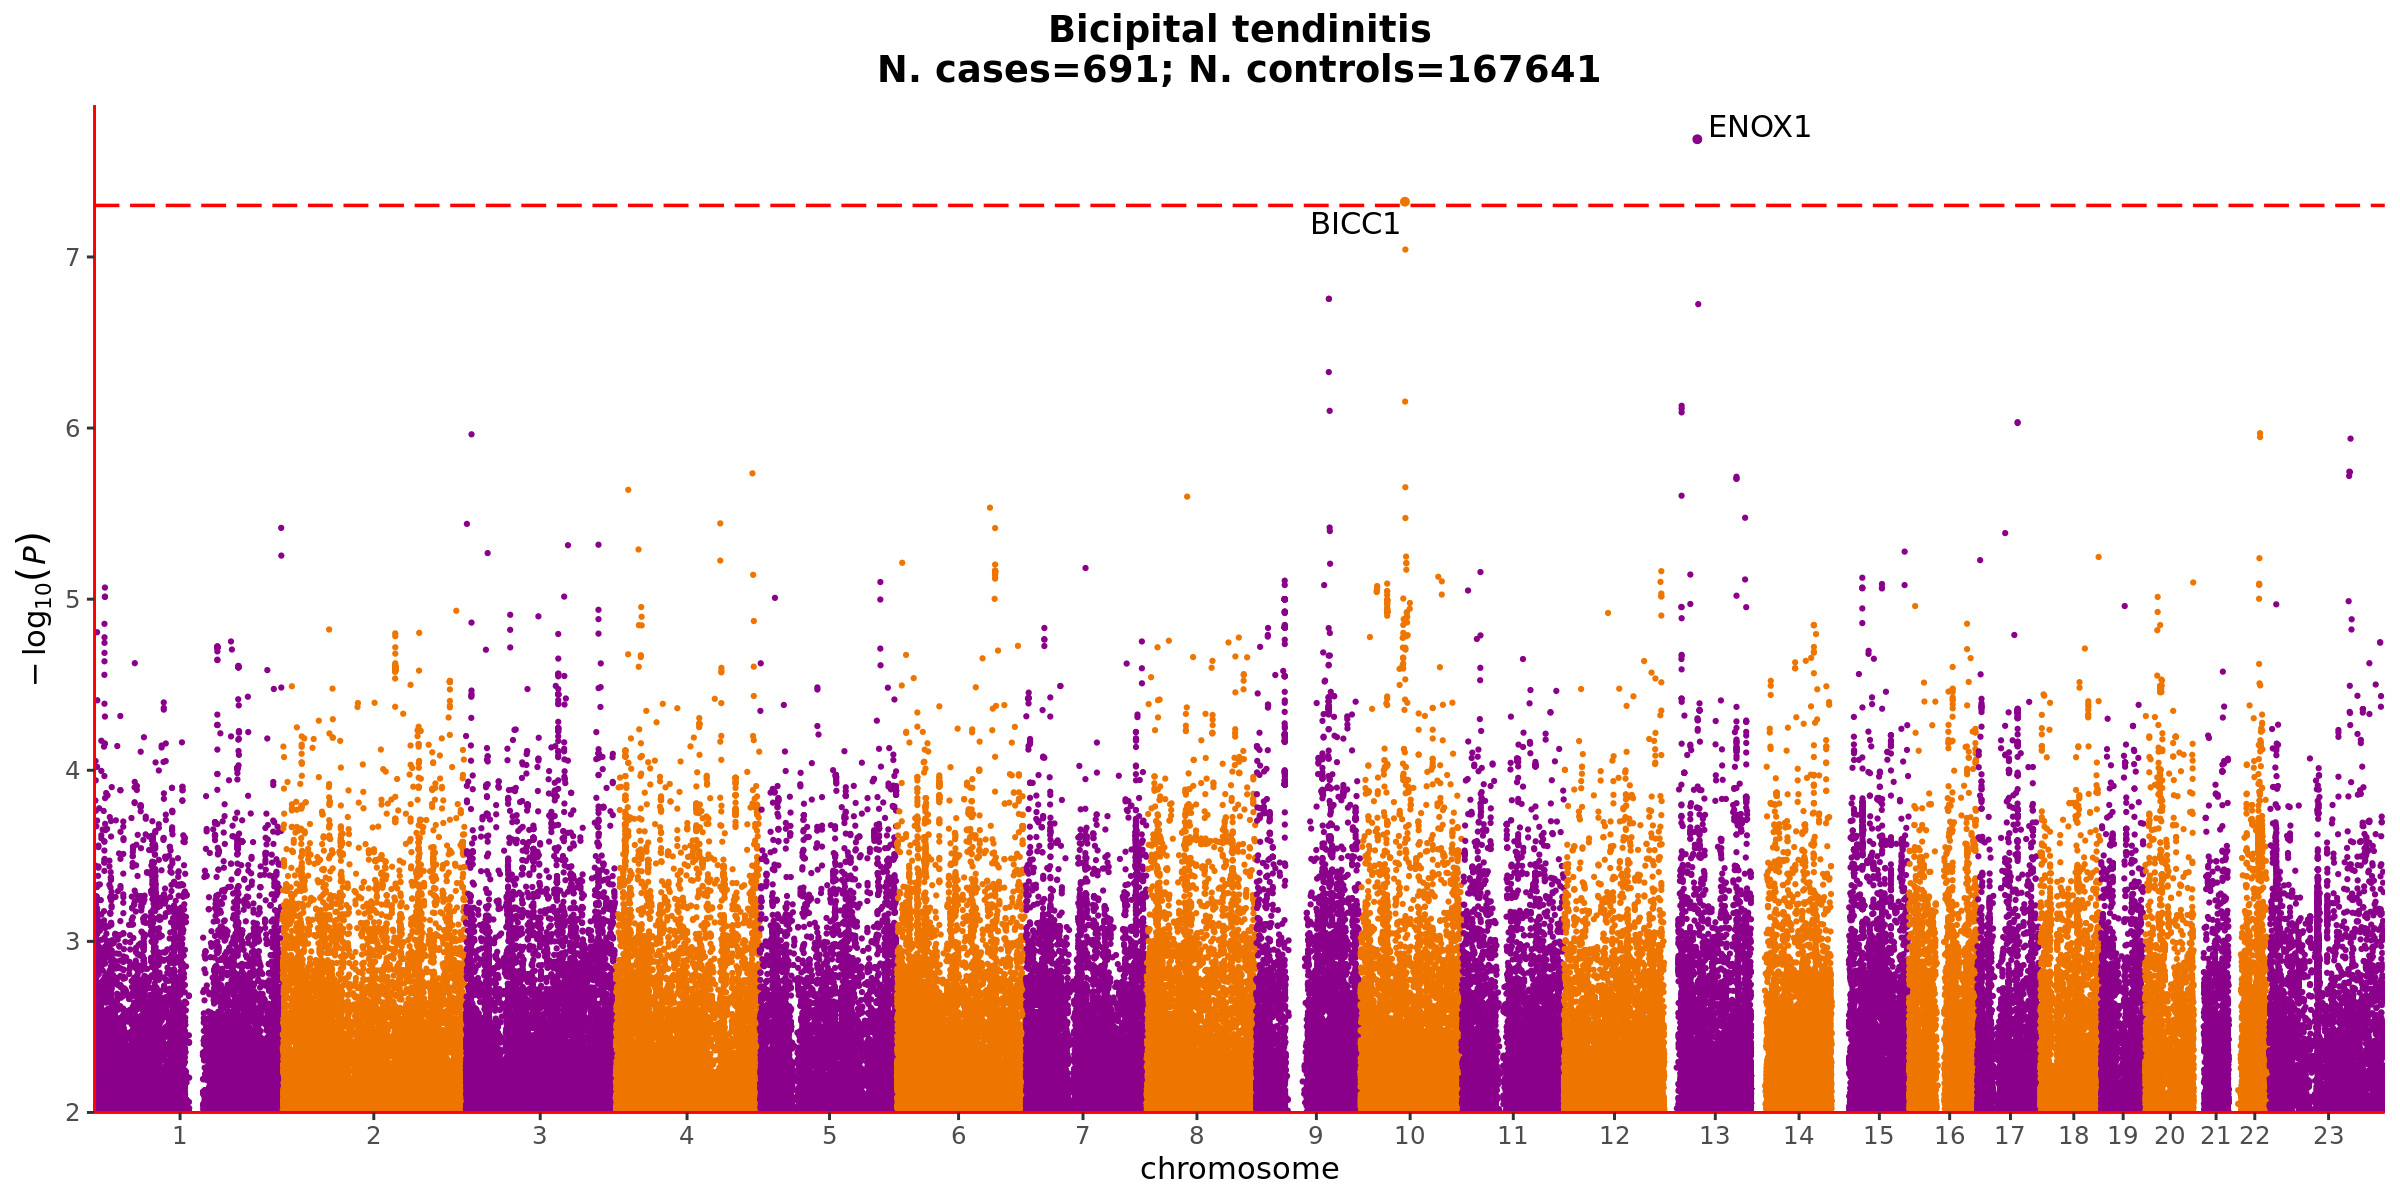 Bicipital tendinitis
N. cases=691; N. controls=167641
ENOX1
BICC1
7
6
5
4
3
2
−log10(P)
1 2 3 4 5 6 7 8 9 10 11 12 13 14 15 16 17 18 19 20 21 22 23
chromosome